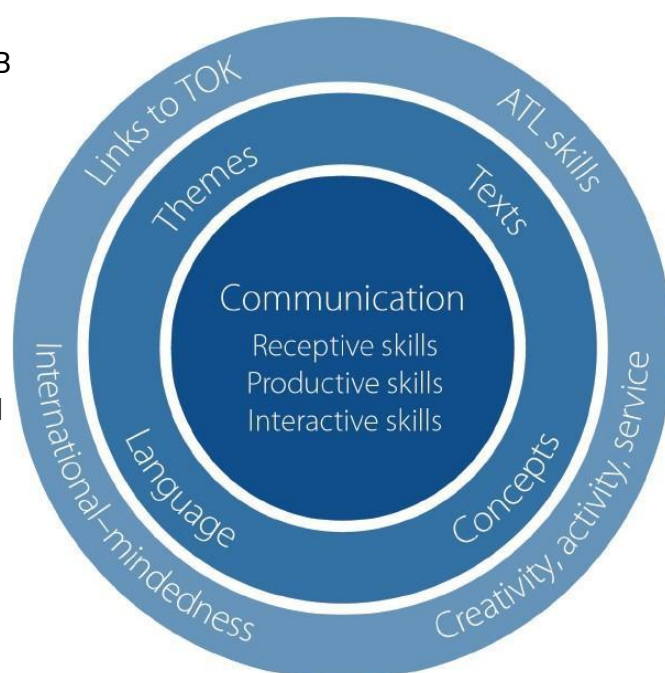 B
Links to TOK
ATL skills
Themes
Texts
Communication
Receptive skills
Productive skills
Interactive skills
International-mindedness
Language
Concepts
Creativity, activity, service